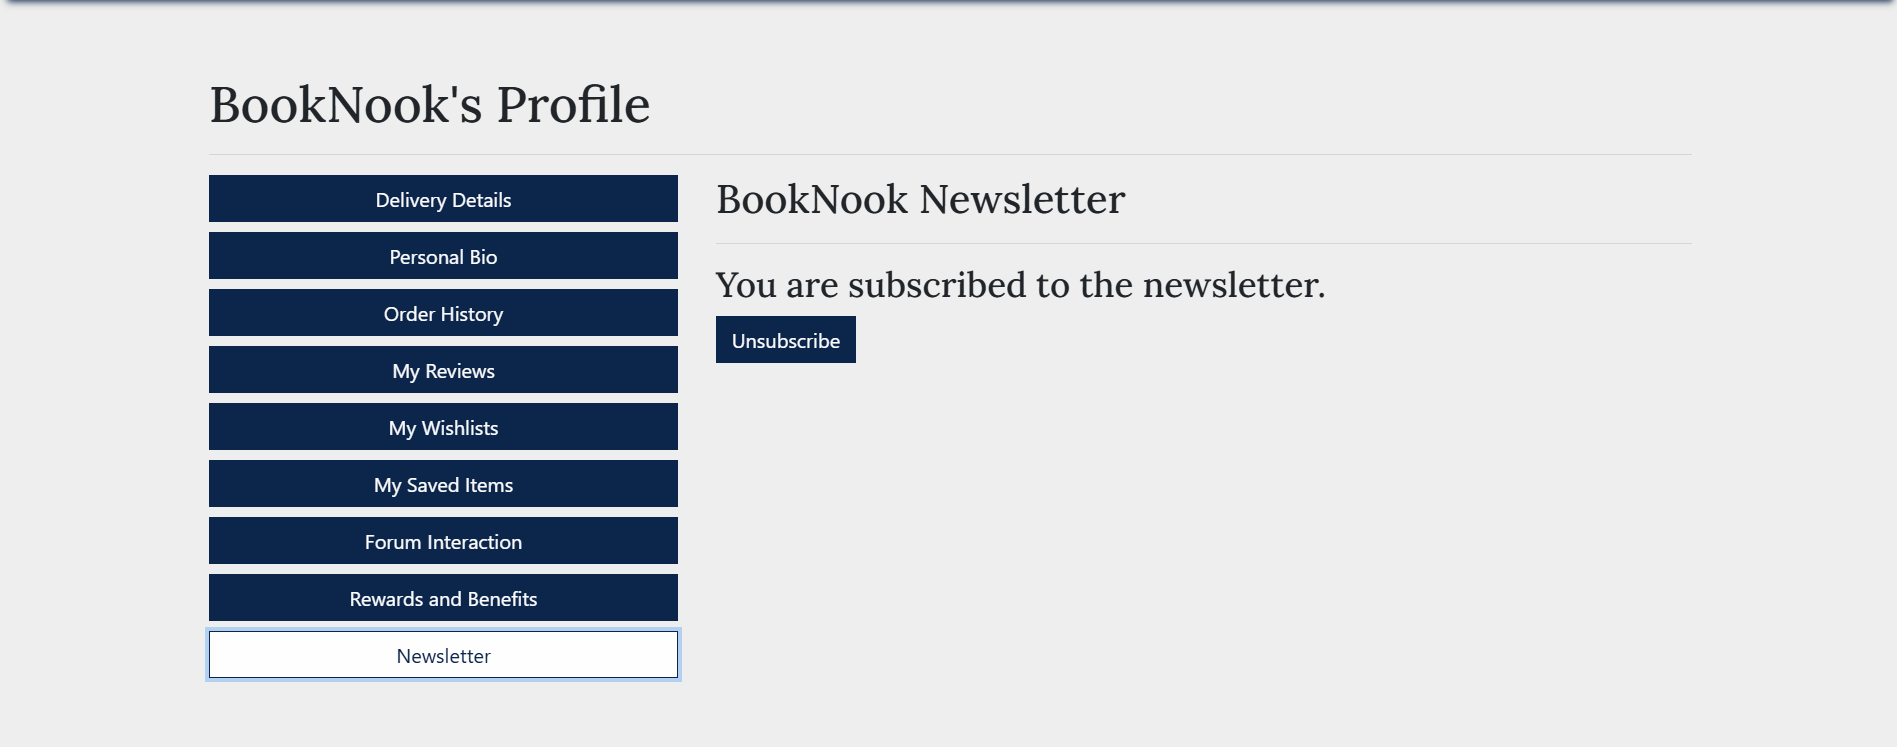 BookNook's Profile
Delivery Details
Personal Bio
Order History
My Reviews
My Wishlists
My Saved Items
Forum Interaction
Rewards and Benefits
Newsletter
BookNook Newsletter
You are subscribed to the newsletter.
Unsubscribe